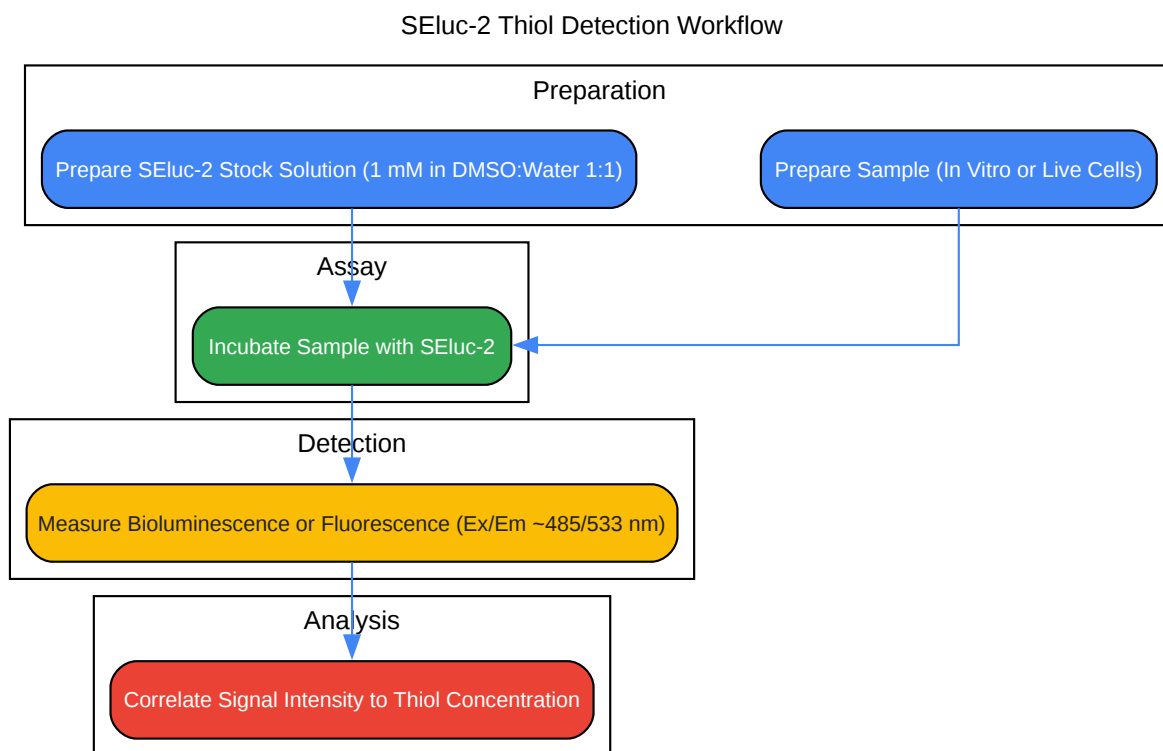 SEluc-2 Thiol Detection Workflow
Preparation
Prepare SEluc-2 Stock Solution (1 mM in DMSO:Water 1:1)
Prepare Sample (In Vitro or Live Cells)
Assay
Incubate Sample with SEluc-2
Detection
Measure Bioluminescence or Fluorescence (Ex/Em ~485/533 nm)
Analysis
Correlate Signal Intensity to Thiol Concentration